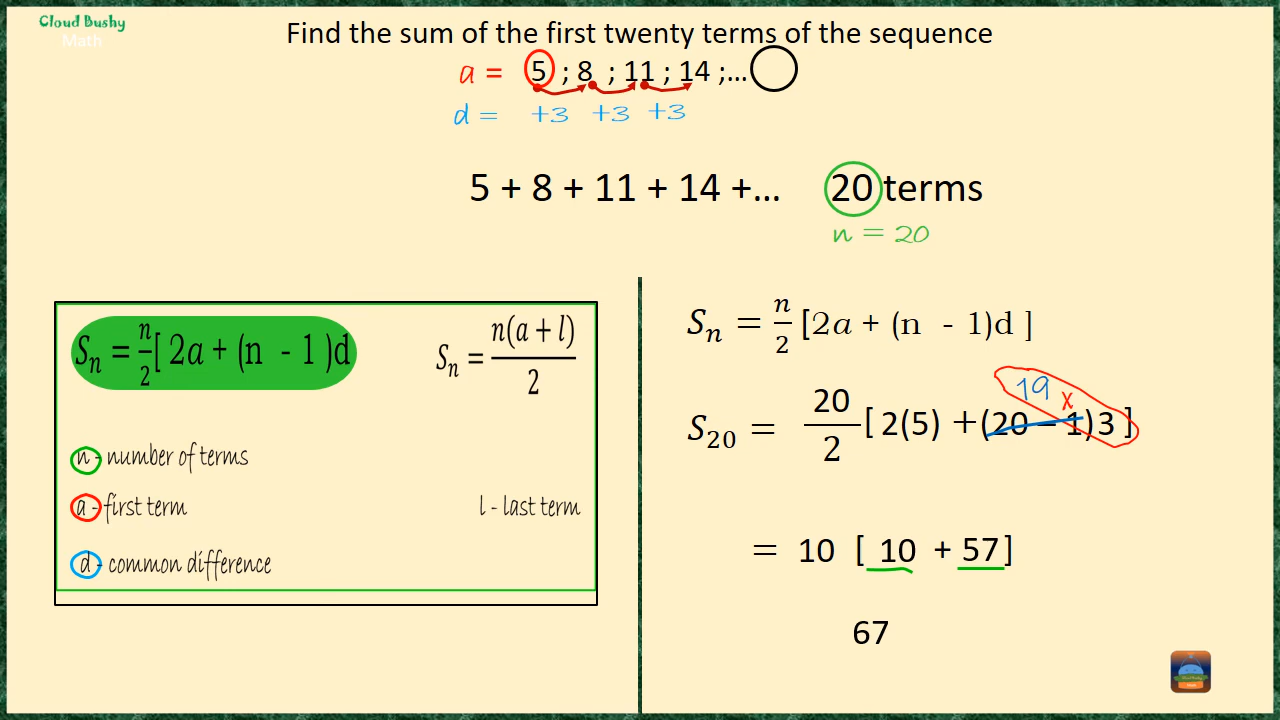 Cloud Bushy
Math
Find the sum of the first twenty terms of the sequence
a = 5 ; 8 ; 11 ; 14 ;...
d = +3 +3 +3
5 + 8 + 11 + 14 +... 20 terms
n = 20
Sₙ = n/2 [ 2a + (n - 1 )d
Sₙ = n(a + l)/2
n - number of terms
a - first term
l - last term
d - common difference
Sₙ = n/2 [2a + (n - 1)d ]
19 x
S₂₀ = 20/2 [ 2(5) + (20 – 1)3 ]
= 10 [ 10 + 57]
67